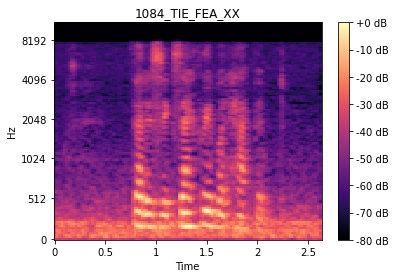 1084_TIE_FEA_XX
+0 dB
8192
-10 dB
4096
-20 dB
-30 dB
2048
Hz
-40 dB
1024
-50 dB
512
-60 dB
-70 dB
0
-80 dB
0 0.5 1 1.5 2 2.5
Time